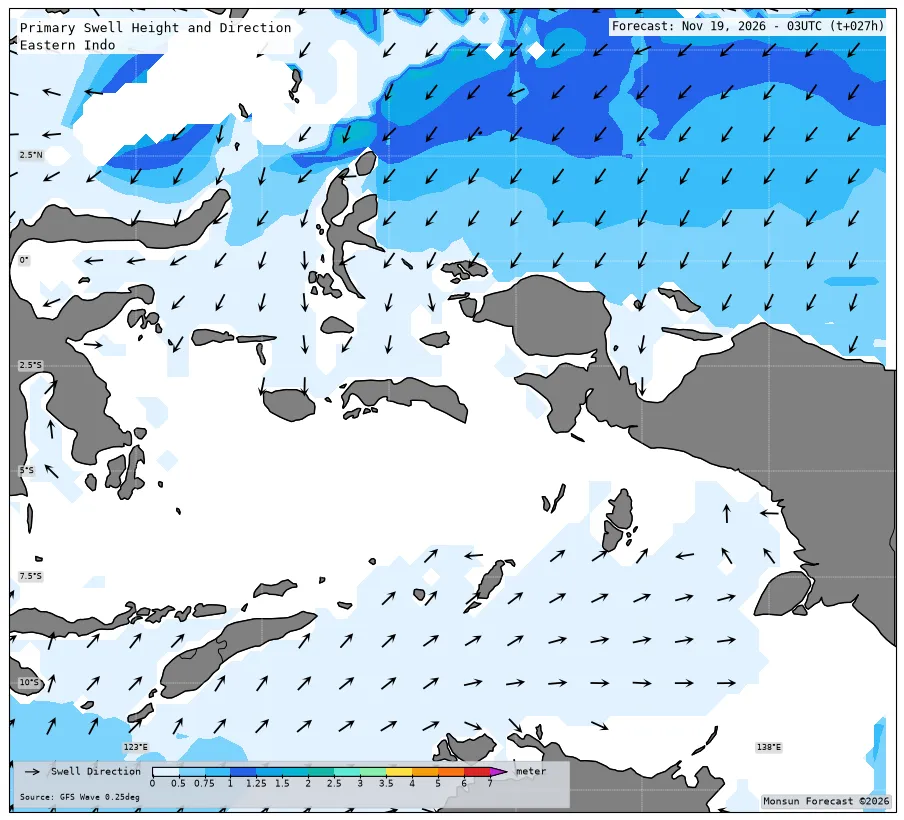 Primary Swell Height and Direction
Eastern Indo
Forecast: Nov 19, 2026 - 03UTC (t+027h)
2.5°N
0°
2.5°S
5°S
7.5°S
10°S
123°E
138°E
Swell Direction
0 0.5 0.75 1 1.25 1.5 1.75 2 2.5 3 3.5 4 5 6 7 meter
Source: GFS Wave 0.25deg
Monsun Forecast ©2026